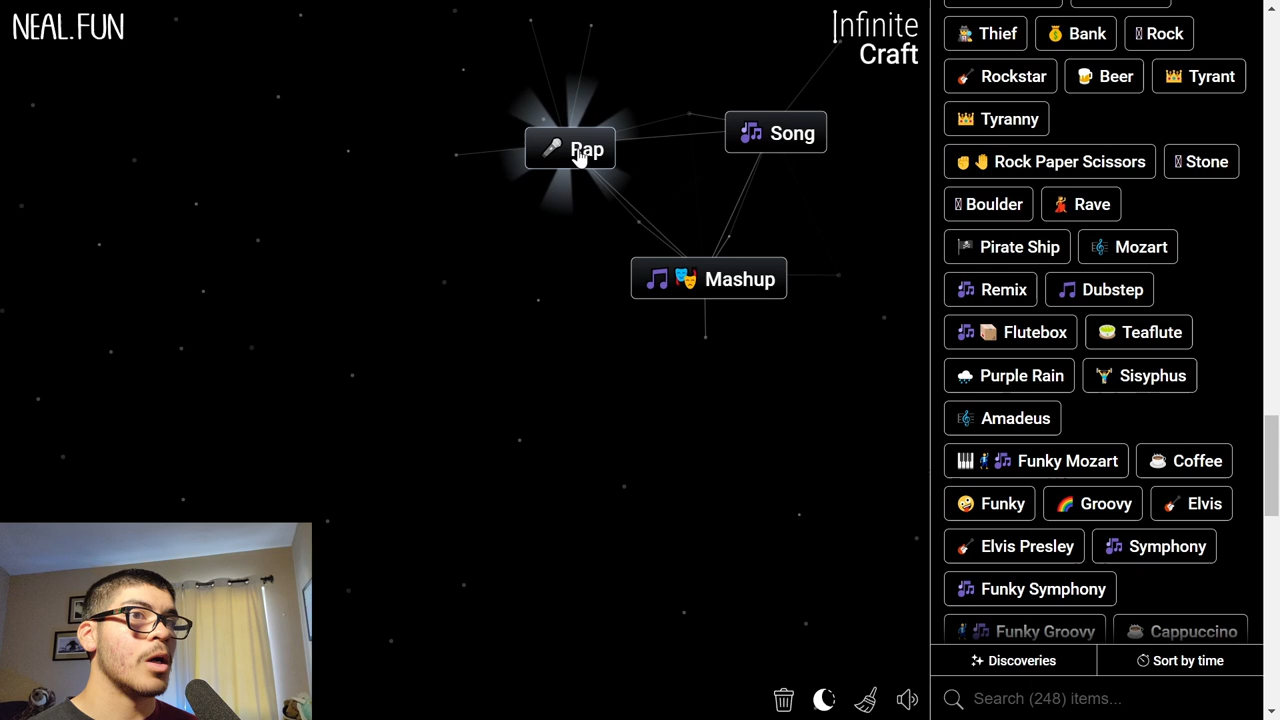 NEAL.FUN
Infinite
Craft
Rap
Song
Mashup
Thief
Bank
Rock
Rockstar
Beer
Tyrant
Tyranny
Rock Paper Scissors
Stone
Boulder
Rave
Pirate Ship
Mozart
Remix
Dubstep
Flutebox
Teaflute
Purple Rain
Sisyphus
Amadeus
Funky Mozart
Coffee
Funky
Groovy
Elvis
Elvis Presley
Symphony
Funky Symphony
Funky Groovy
Cappuccino
Discoveries
Sort by time
Search (248) items...